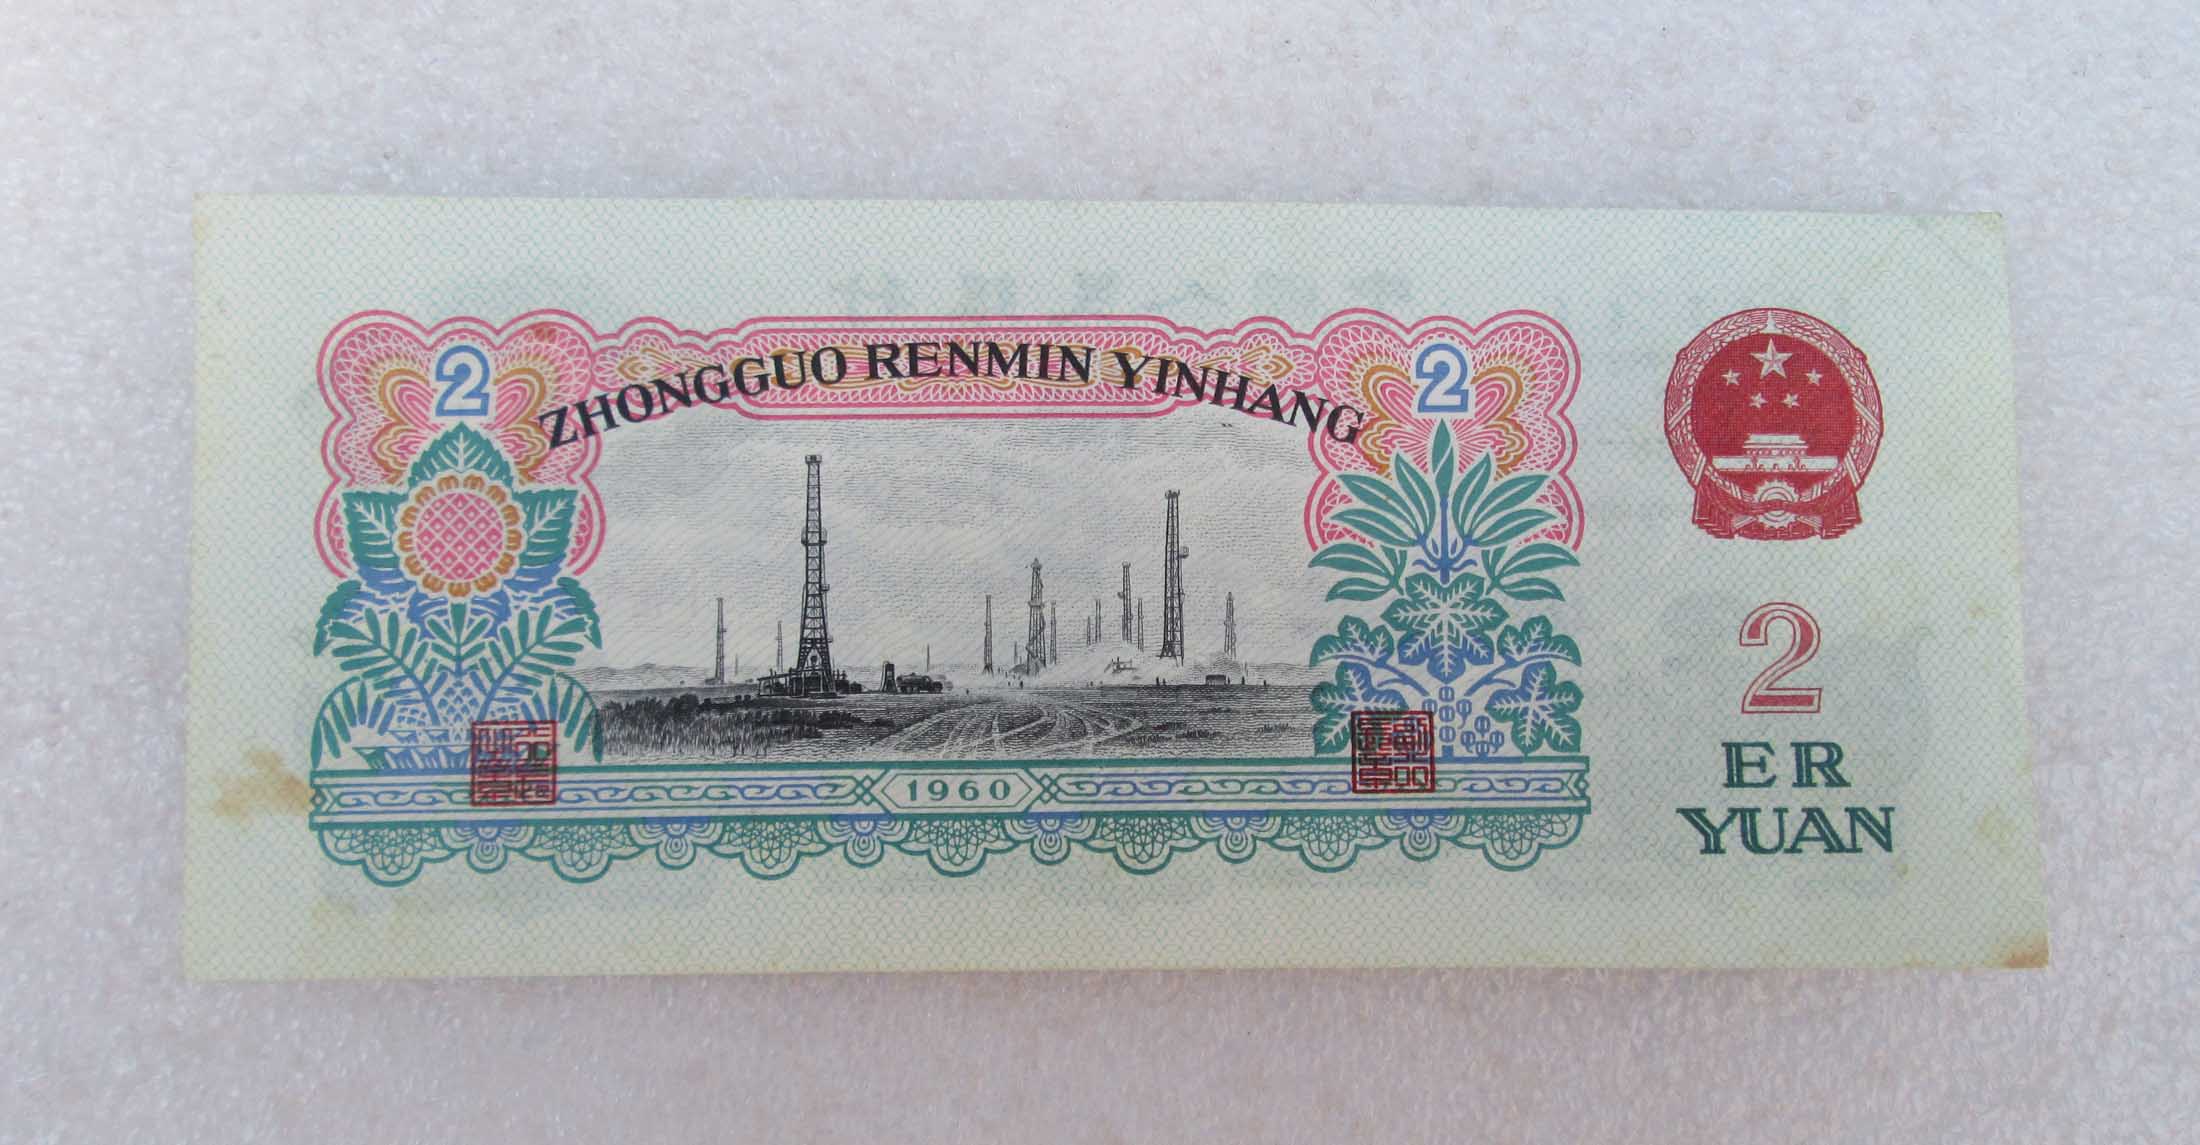 ZHONGGUO RENMIN YINHANG
2
2
2
ER
YUAN
1960